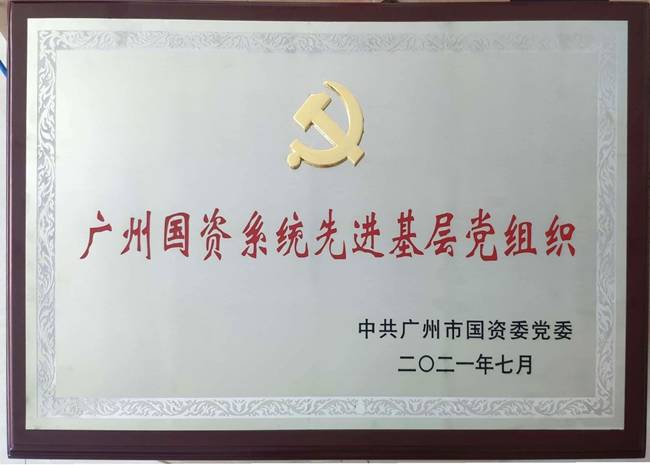 广州国资系统先进基层党组织
中共广州市国资委党委
二〇二一年七月